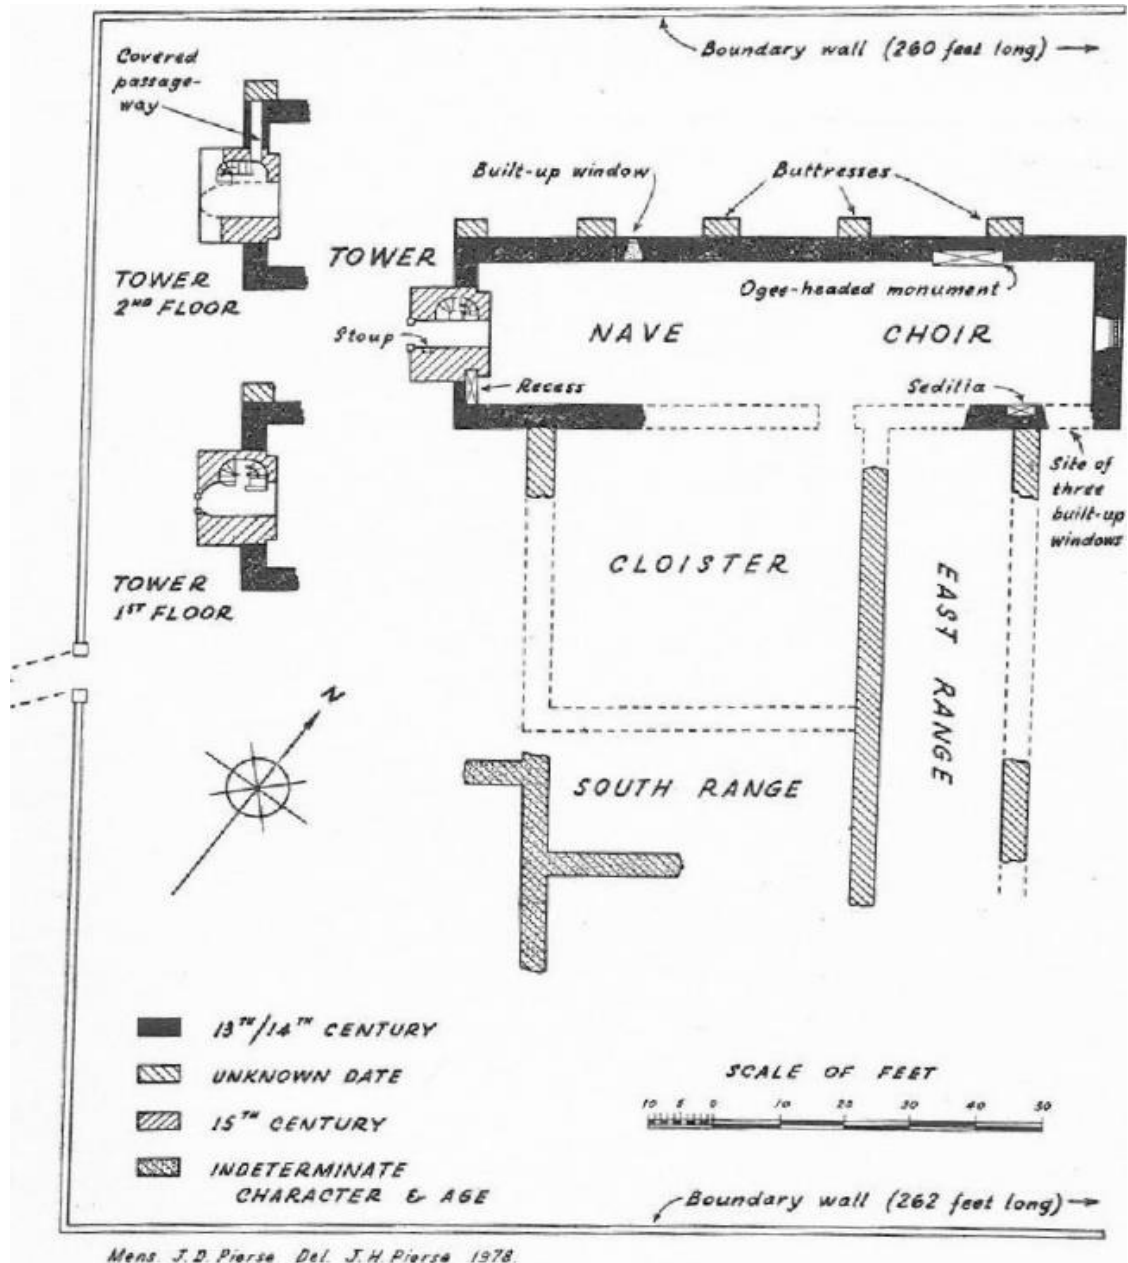 Boundary wall (260 feet long)
Covered
passage-
way
Built-up window
Buttresses
TOWER
2ND FLOOR
TOWER
Ogee-headed monument
Stoup
NAVE
CHOIR
Recess
Sedilia
Site of
three
built-up
windows
TOWER
1ST FLOOR
CLOISTER
EAST RANGE
N
SOUTH RANGE
13TH/14TH CENTURY
UNKNOWN DATE
15TH CENTURY
INDETERMINATE
CHARACTER & AGE
SCALE OF FEET
10 5 0 10 20 30 40 50
Boundary wall (262 feet long)
Mens. J.D. Pierse Del. J.H. Pierse 1978.